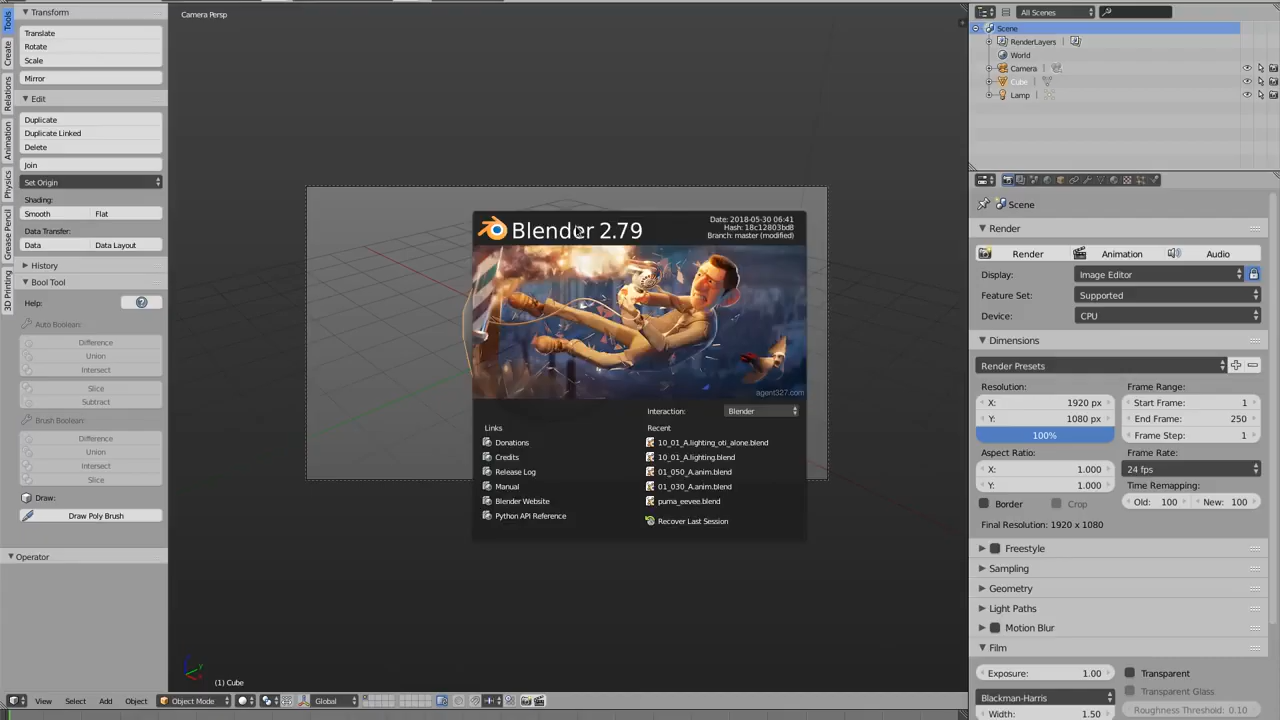 Transform
Tools
Translate
Rotate
Scale
Mirror
Create
Relations
Edit
Duplicate
Duplicate Linked
Delete
Join
Set Origin
Animation
Physics
Grease Pencil
3D Printing
Shading:
Smooth
Flat
Data Transfer:
Data
Data Layout
History
Bool Tool
Help:
Auto Boolean:
Difference
Union
Intersect
Slice
Subtract
Brush Boolean:
Difference
Union
Intersect
Slice
Draw:
Draw Poly Brush
Operator
Camera Persp
Blender 2.79
Date: 2018-05-30 06:41
Hash: 18c12803bd8
Branch: master (modified)
agent327.com
Interaction:
Blender
Links
Donations
Credits
Release Log
Manual
Blender Website
Python API Reference
Recent
10_01_A.lighting_oti_alone.blend
10_01_A.lighting.blend
01_050_A.anim.blend
01_030_A.anim.blend
puma_eevee.blend
Recover Last Session
(1) Cube
View
Select
Add
Object
Object Mode
Global
All Scenes
Scene
RenderLayers
World
Camera
Cube
Lamp
Scene
Render
Render
Animation
Audio
Display:
Image Editor
Feature Set:
Supported
Device:
CPU
Dimensions
Render Presets
Resolution:
X: 1920 px
Y: 1080 px
100%
Frame Range:
Start Frame: 1
End Frame: 250
Frame Step: 1
Aspect Ratio:
X: 1.000
Y: 1.000
Frame Rate:
24 fps
Time Remapping:
Old: 100
New: 100
Border
Crop
Final Resolution: 1920 x 1080
Freestyle
Sampling
Geometry
Light Paths
Motion Blur
Film
Exposure: 1.00
Transparent
Transparent Glass
Blackman-Harris
Width: 1.50
Roughness Threshold: 0.10